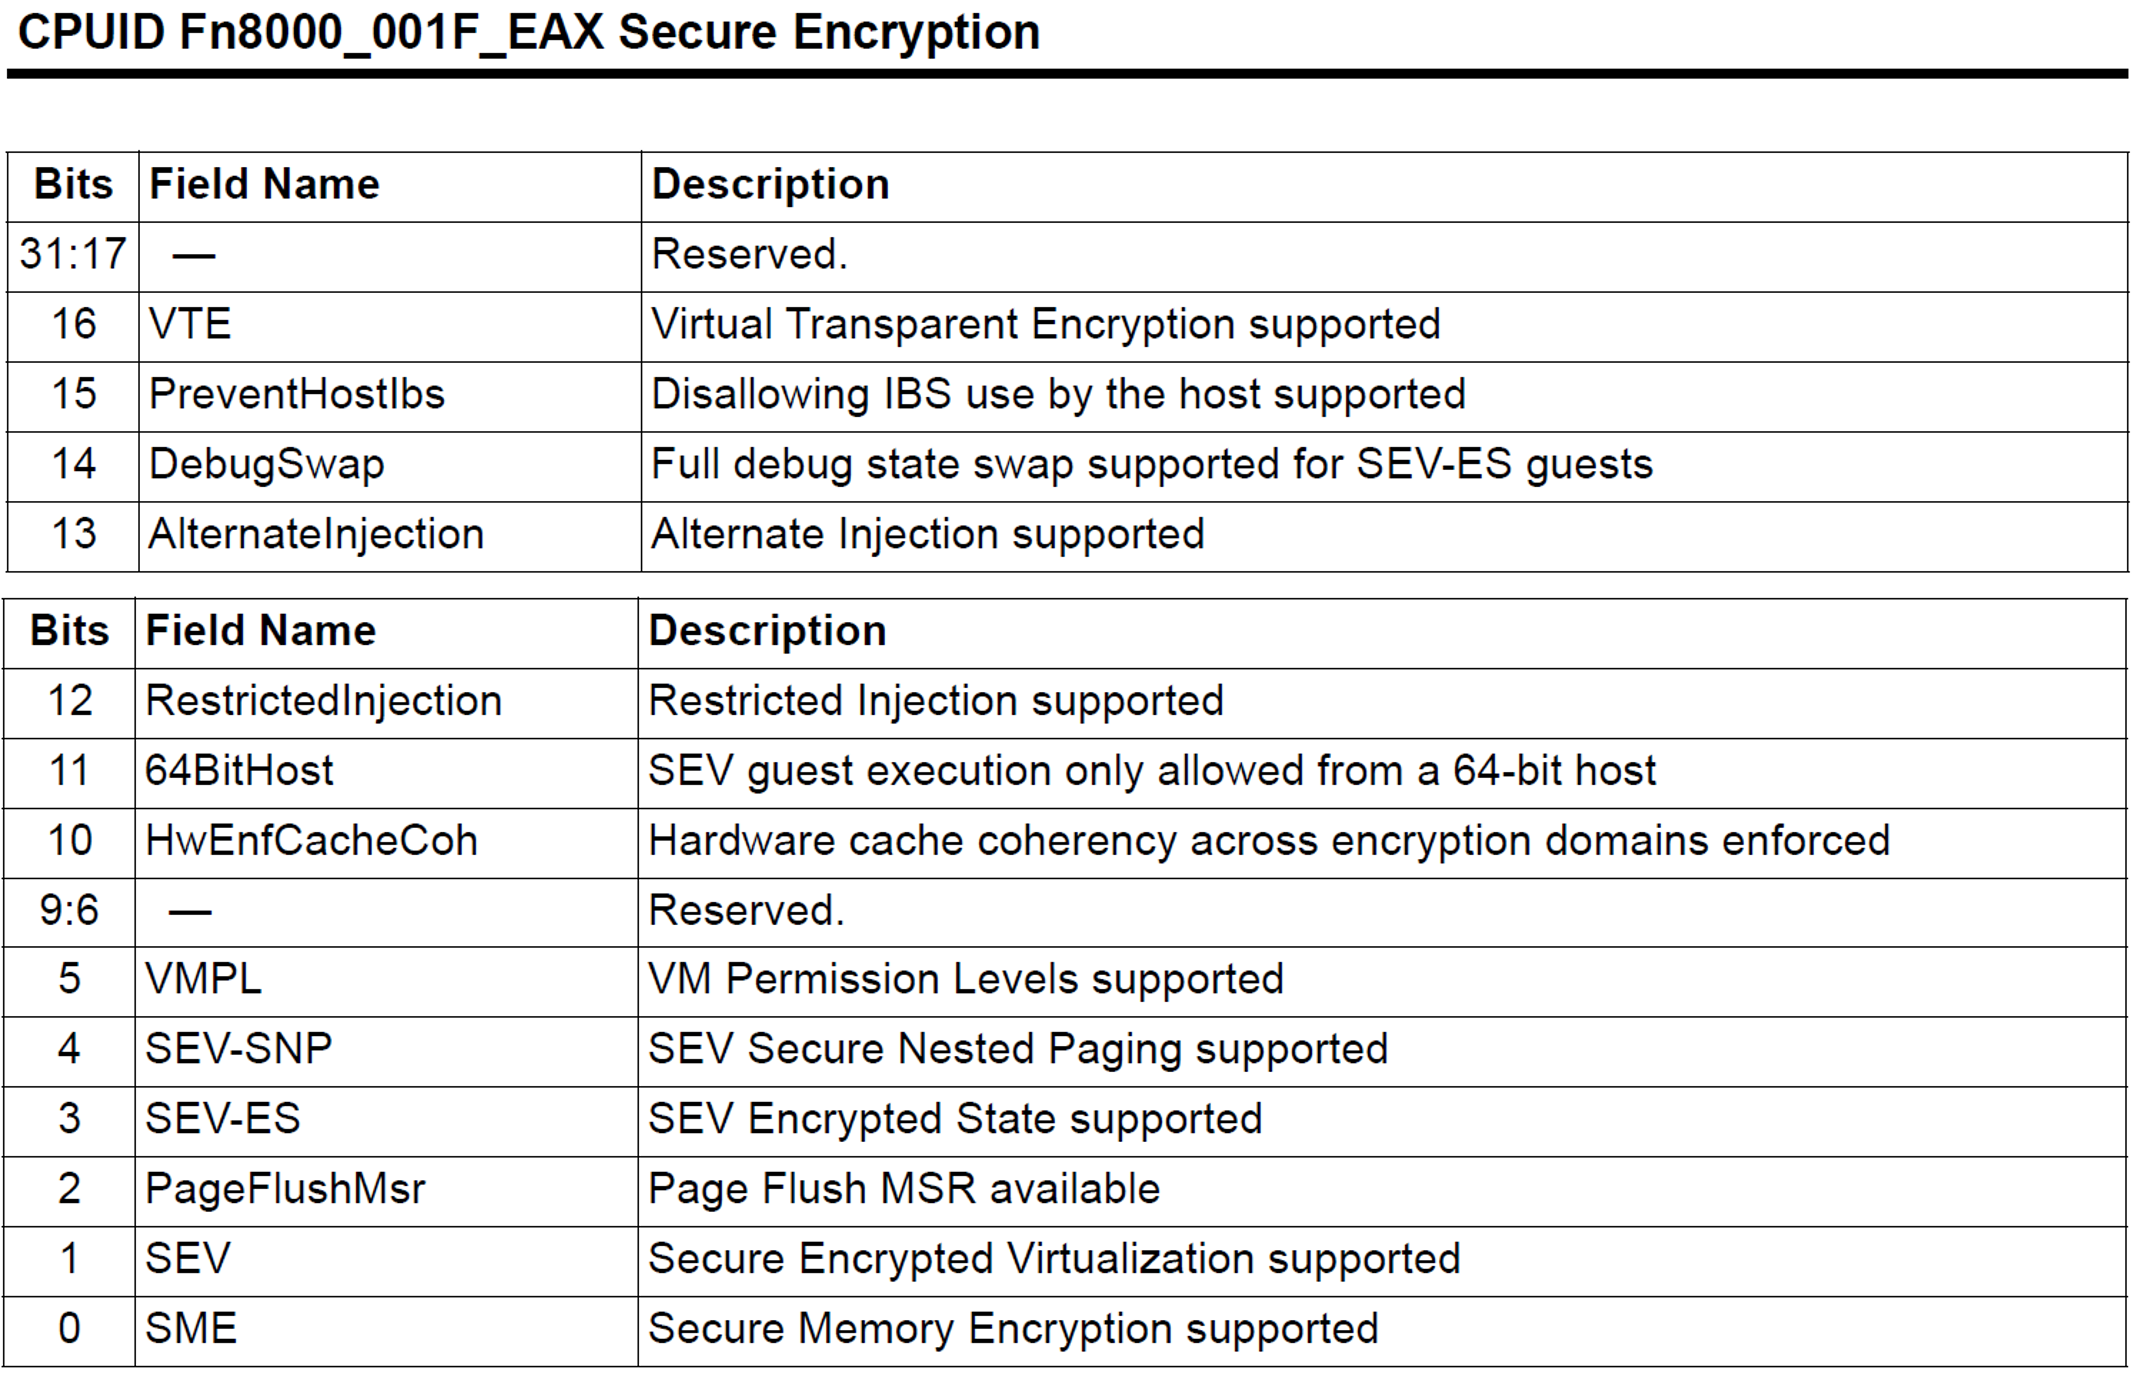 CPUID Fn8000_001F_EAX Secure Encryption
Bits Field Name Description
31:17 — Reserved.
16 VTE Virtual Transparent Encryption supported
15 PreventHostIbs Disallowing IBS use by the host supported
14 DebugSwap Full debug state swap supported for SEV-ES guests
13 AlternateInjection Alternate Injection supported
Bits Field Name Description
12 RestrictedInjection Restricted Injection supported
11 64BitHost SEV guest execution only allowed from a 64-bit host
10 HwEnfCacheCoh Hardware cache coherency across encryption domains enforced
9:6 — Reserved.
5 VMPL VM Permission Levels supported
4 SEV-SNP SEV Secure Nested Paging supported
3 SEV-ES SEV Encrypted State supported
2 PageFlushMsr Page Flush MSR available
1 SEV Secure Encrypted Virtualization supported
0 SME Secure Memory Encryption supported